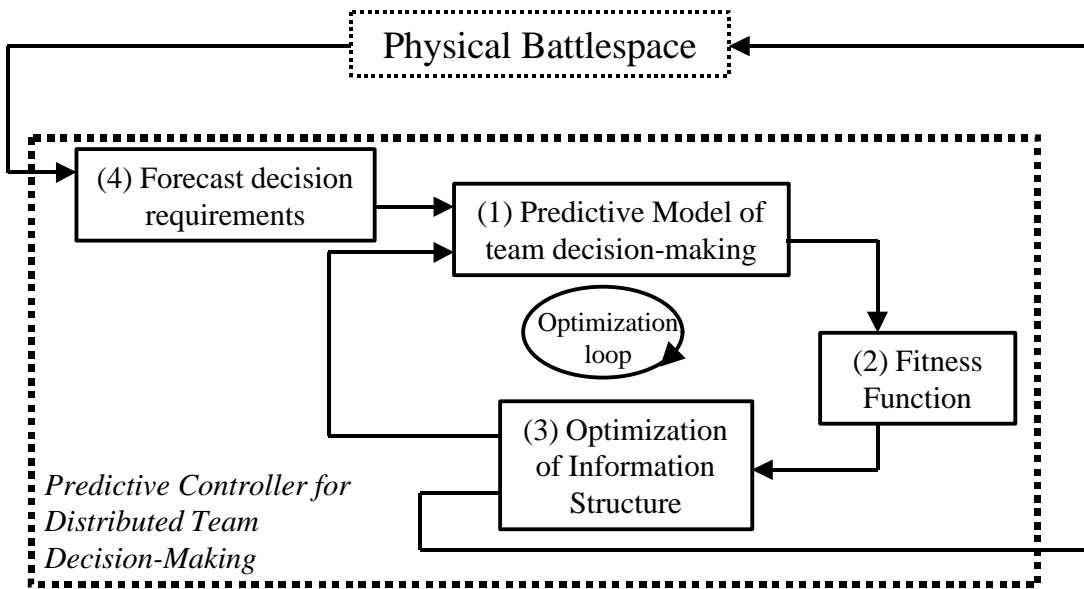 Physical Battlespace
(4) Forecast decision
requirements
(1) Predictive Model of
team decision-making
Optimization
loop
(2) Fitness
Function
(3) Optimization
of Information
Structure
Predictive Controller for
Distributed Team
Decision-Making